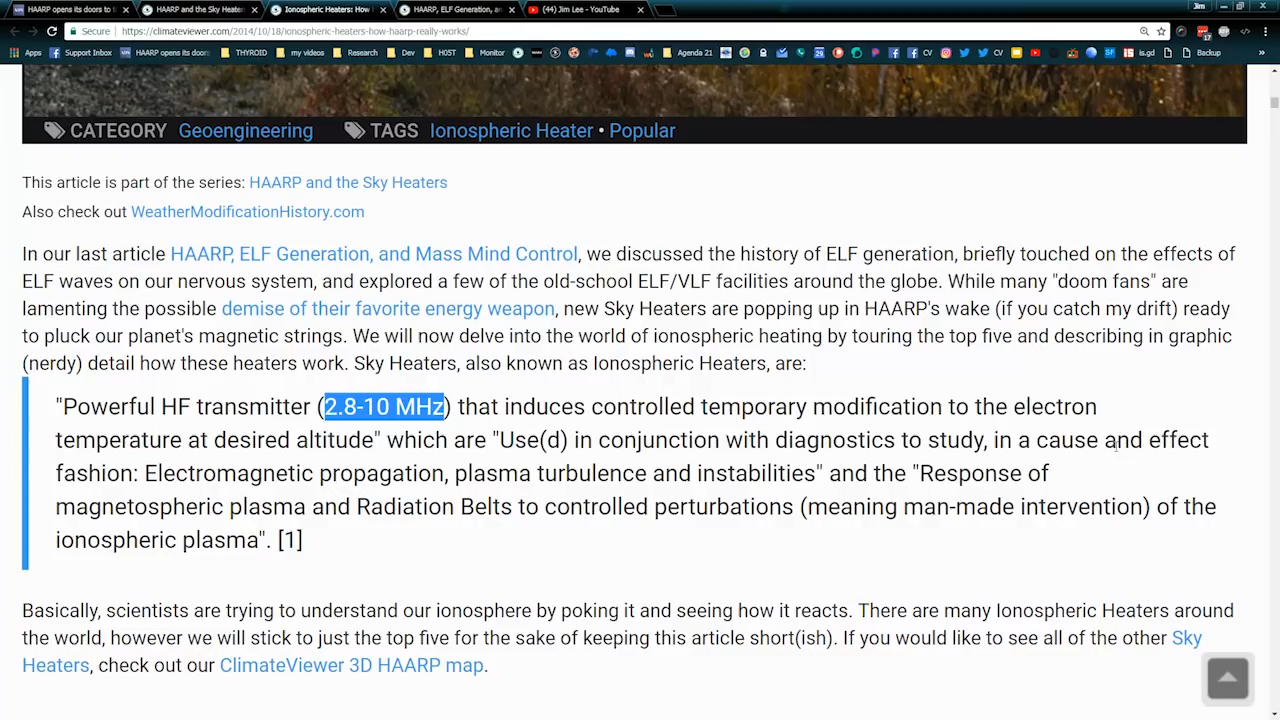 HAARP opens its doors to t
HAARP and the Sky Heate
Ionospheric Heaters: How
HAARP, ELF Generation, an
(44) Jim Lee - YouTube
Jim
Secure
https://climateviewer.com/2014/10/18/ionospheric-heaters-how-haarp-really-works/
Apps
Support Inbox
HAARP opens its doors
THYROID
my videos
Research
Dev
HOST
Monitor
Agenda 21
CV
CV
is.gd
Backup
CATEGORY Geoengineering TAGS Ionospheric Heater • Popular
This article is part of the series: HAARP and the Sky Heaters
Also check out WeatherModificationHistory.com
In our last article HAARP, ELF Generation, and Mass Mind Control, we discussed the history of ELF generation, briefly touched on the effects of
ELF waves on our nervous system, and explored a few of the old-school ELF/VLF facilities around the globe. While many "doom fans" are
lamenting the possible demise of their favorite energy weapon, new Sky Heaters are popping up in HAARP's wake (if you catch my drift) ready
to pluck our planet's magnetic strings. We will now delve into the world of ionospheric heating by touring the top five and describing in graphic
(nerdy) detail how these heaters work. Sky Heaters, also known as Ionospheric Heaters, are:
"Powerful HF transmitter (2.8-10 MHz) that induces controlled temporary modification to the electron
temperature at desired altitude" which are "Use(d) in conjunction with diagnostics to study, in a cause and effect
fashion: Electromagnetic propagation, plasma turbulence and instabilities" and the "Response of
magnetospheric plasma and Radiation Belts to controlled perturbations (meaning man-made intervention) of the
ionospheric plasma". [1]
Basically, scientists are trying to understand our ionosphere by poking it and seeing how it reacts. There are many Ionospheric Heaters around
the world, however we will stick to just the top five for the sake of keeping this article short(ish). If you would like to see all of the other Sky
Heaters, check out our ClimateViewer 3D HAARP map.